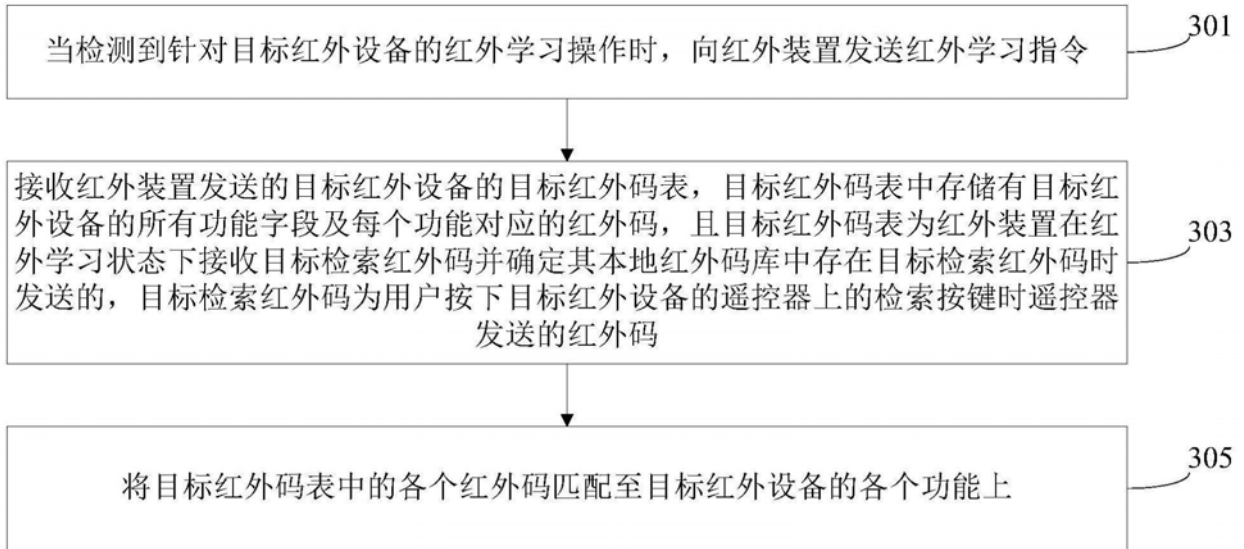 当检测到针对目标红外设备的红外学习操作时，向红外装置发送红外学习指令
301
接收红外装置发送的目标红外设备的目标红外码表，目标红外码表中存储有目标红
外设备的所有功能字段及每个功能对应的红外码，且目标红外码表为红外装置在红
外学习状态下接收目标检索红外码并确定其本地红外码库中存在目标检索红外码时
发送的，目标检索红外码为用户按下目标红外设备的遥控器上的检索按键时遥控器
发送的红外码
303
将目标红外码表中的各个红外码匹配至目标红外设备的各个功能上
305